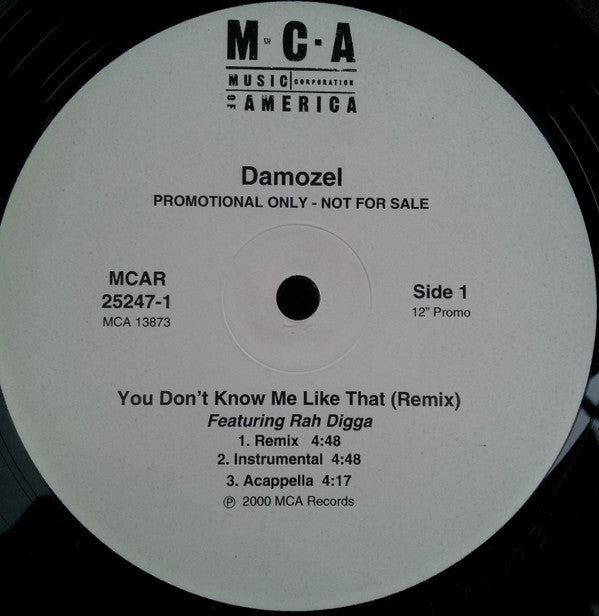 M·C·A
MUSIC CORPORATION
OF AMERICA
Damozel
PROMOTIONAL ONLY - NOT FOR SALE
MCAR
25247-1
MCA 13873
Side 1
12" Promo
You Don't Know Me Like That (Remix)
Featuring Rah Digga
1. Remix 4:48
2. Instrumental 4:48
3. Acappella 4:17
℗ 2000 MCA Records